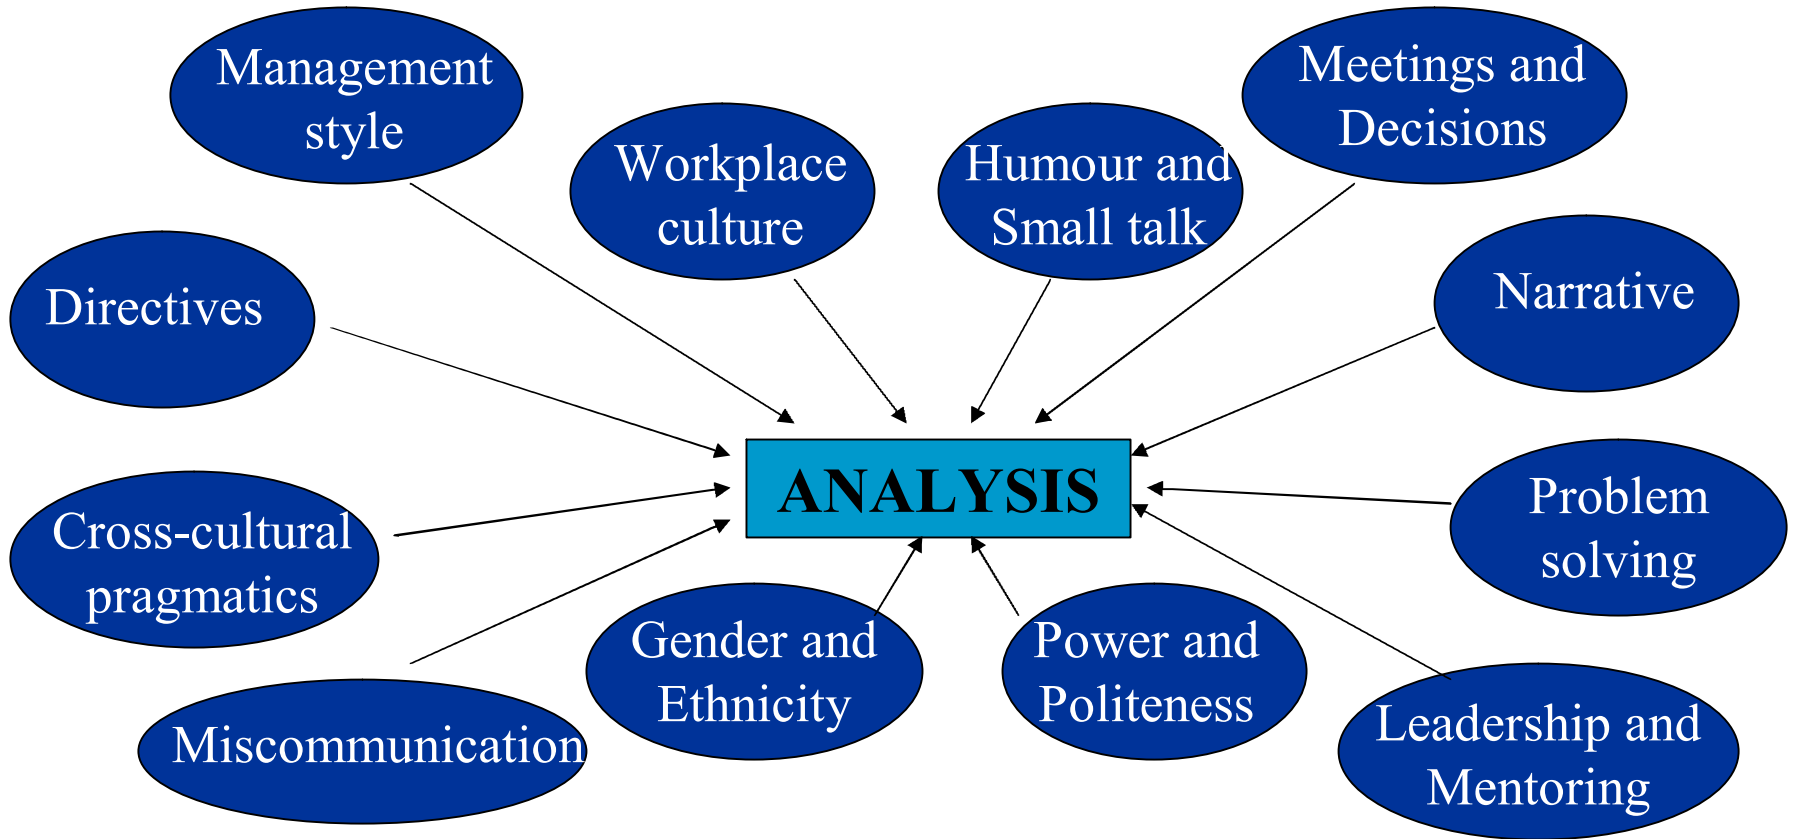 Management
style
Workplace
culture
Humour and
Small talk
Meetings and
Decisions
Directives
Narrative
ANALYSIS
Cross-cultural
pragmatics
Problem
solving
Miscommunication
Gender and
Ethnicity
Power and
Politeness
Leadership and
Mentoring